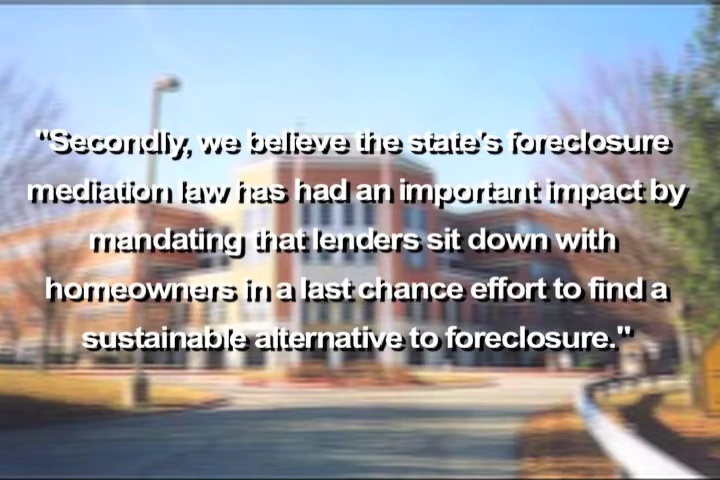 "Secondly, we believe the state's foreclosure
mediation law has had an important impact by
mandating that lenders sit down with
homeowners in a last chance effort to find a
sustainable alternative to foreclosure."